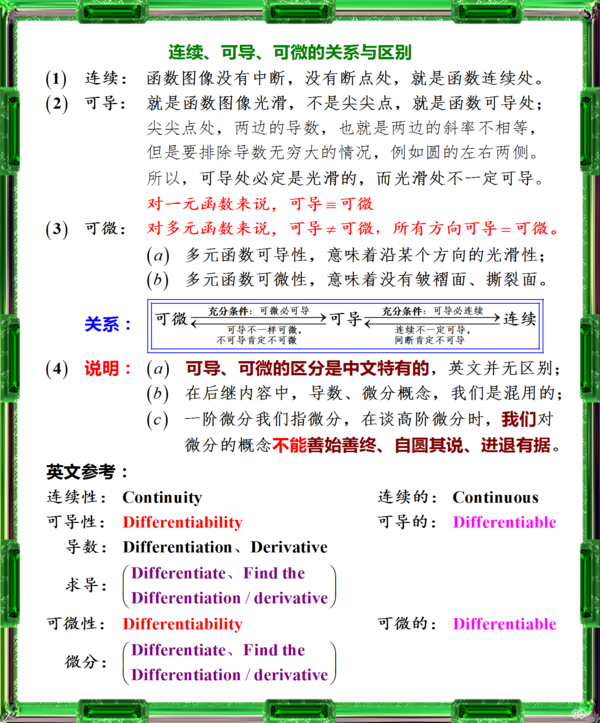 连续、可导、可微的关系与区别
(1) 连续： 函数图像没有中断，没有断点处，就是函数连续处。
(2) 可导： 就是函数图像光滑，不是尖尖点，就是函数可导处；
尖尖点处，两边的导数，也就是两边的斜率不相等，
但是要排除导数无穷大的情况，例如圆的左右两侧。
所以，可导处必定是光滑的，而光滑处不一定可导。
对一元函数来说，可导≡可微
(3) 可微： 对多元函数来说，可导≠可微，所有方向可导=可微。
(a) 多元函数可导性，意味着沿某个方向的光滑性；
(b) 多元函数可微性，意味着没有皱褶面、撕裂面。
关系： 可微 充分条件：可微必可导 可导 充分条件：可导必连续 连续
可导不一样可微， 连续不一定可导，
不可导肯定不可微 间断肯定不可导
(4) 说明： (a) 可导、可微的区分是中文特有的，英文并无区别；
(b) 在后继内容中，导数、微分概念，我们是混用的；
(c) 一阶微分我们指微分，在谈高阶微分时，我们对
微分的概念不能善始善终、自圆其说、进退有据。
英文参考：
连续性： Continuity 连续的： Continuous
可导性： Differentiability 可导的： Differentiable
导数： Differentiation、Derivative
求导： (Differentiate、Find the
Differentiation / derivative)
可微性： Differentiability 可微的： Differentiable
微分： (Differentiate、Find the
Differentiation / derivative)